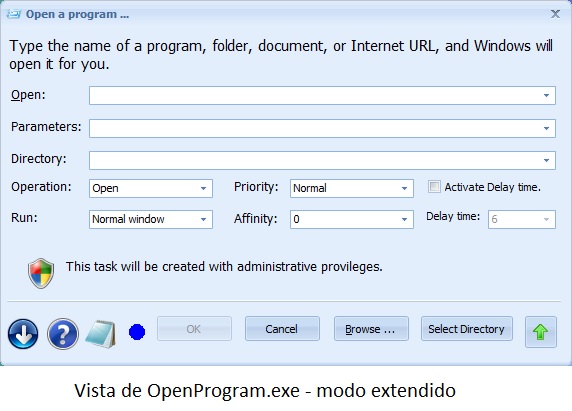 Open a program ...
Type the name of a program, folder, document, or Internet URL, and Windows will
open it for you.
Open:
Parameters:
Directory:
Operation: Open Priority: Normal Activate Delay time.
Run: Normal window Affinity: 0 Delay time: 6
This task will be created with administrative provileges.
OK Cancel Browse ... Select Directory
Vista de OpenProgram.exe - modo extendido